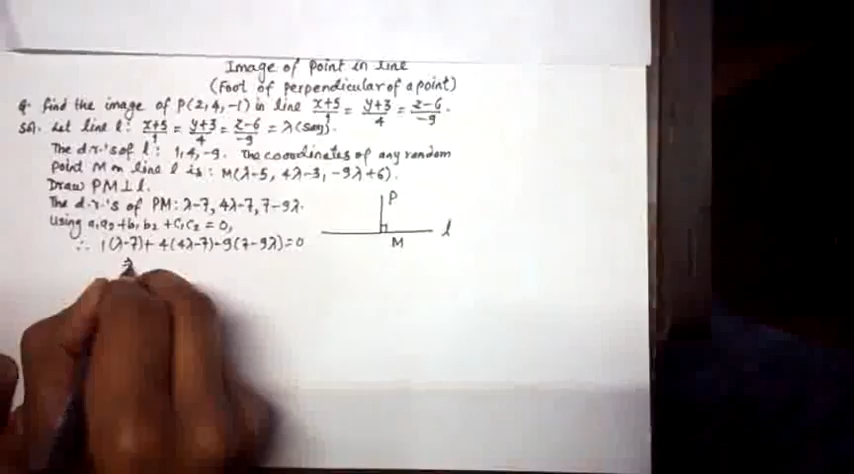 Image of Point in Line
(Foot of perpendicular of a point)
Q. Find the image of P(2,4,-1) in line x+5/1 = y+3/4 = z-6/-9.
Sol. Let line l: x+5/1 = y+3/4 = z-6/-9 = λ(say).
The d.r.'s of l: 1,4,-9. The coordinates of any random
point M on line l is: M(λ-5, 4λ-3, -9λ+6).
Draw PM⊥l.
The d.r.'s of PM: λ-7, 4λ-7, 7-9λ.
Using a₁a₂+b₁b₂+c₁c₂=0,
∴ 1(λ-7)+4(4λ-7)-9(7-9λ)=0
P
l
M